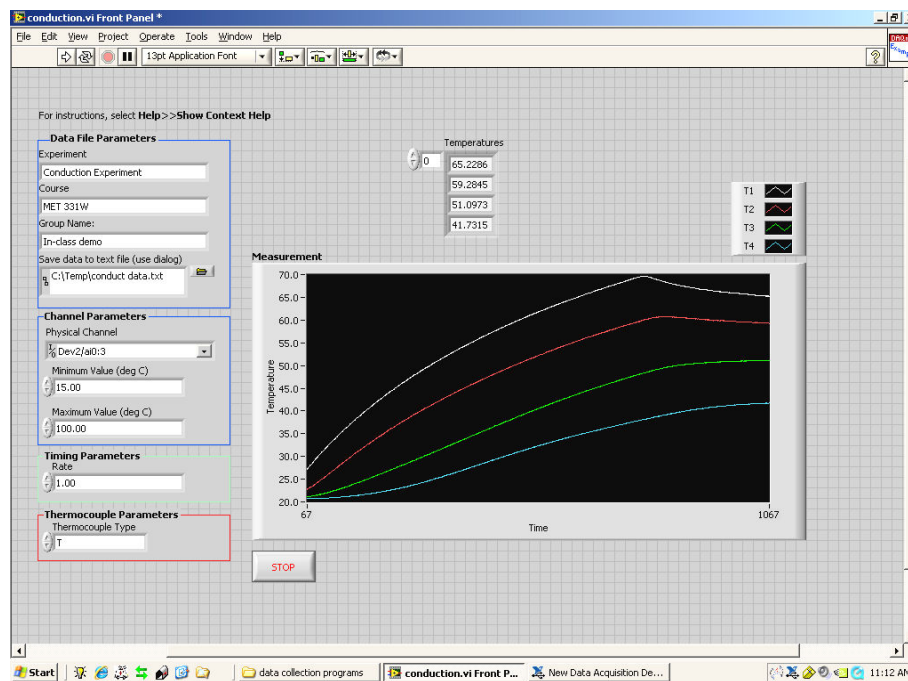 conduction.vi Front Panel *
File Edit View Project Operate Tools Window Help
13pt Application Font
?
For instructions, select Help>>Show Context Help
Data File Parameters
Experiment
Conduction Experiment
Course
MET 331W
Group Name:
In-class demo
Save data to text file (use dialog)
C:\Temp\conduct data.txt
Channel Parameters
Physical Channel
Dev2/ai0:3
Minimum Value (deg C)
15.00
Maximum Value (deg C)
100.00
Timing Parameters
Rate
1.00
Thermocouple Parameters
Thermocouple Type
T
Temperatures
0
65.2286
59.2845
51.0973
41.7315
T1
T2
T3
T4
Measurement
70.0
65.0
60.0
55.0
50.0
45.0
40.0
35.0
30.0
25.0
20.0
Temperature
67
1067
Time
STOP
Start
data collection programs
conduction.vi Front P...
New Data Acquisition De...
11:12 AM